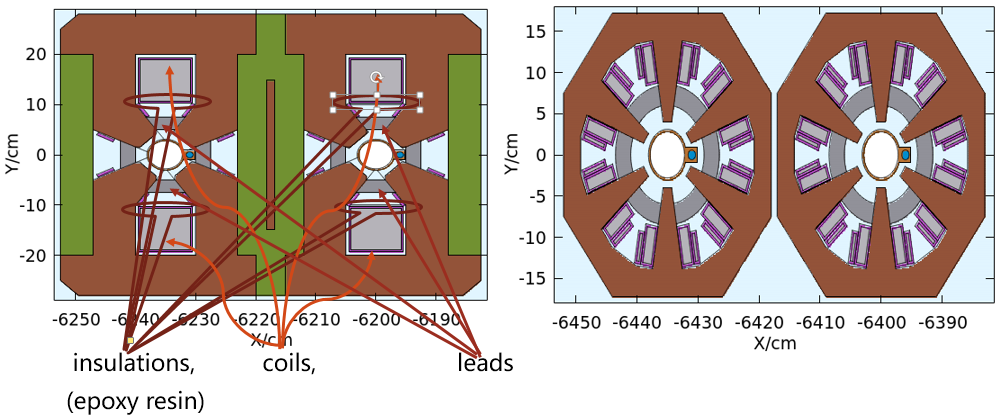 20
10
0
-10
-20
Y/cm
-6250 -6240 -6230 -6220 -6210 -6200 -6190
X/cm
insulations, coils, leads
(epoxy resin)
15
10
5
0
-5
-10
-15
Y/cm
-6450 -6440 -6430 -6420 -6410 -6400 -6390
X/cm